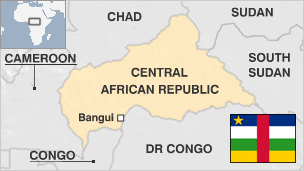 CHAD
SUDAN
CAMEROON
SOUTH
SUDAN
CENTRAL
AFRICAN REPUBLIC
Bangui
CONGO
DR CONGO